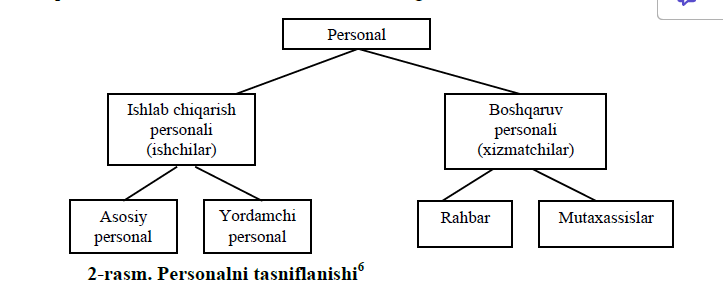 Personal
Ishlab chiqarish
personali
(ishchilar)
Boshqaruv
personali
(xizmatchilar)
Asosiy
personal
Yordamchi
personal
Rahbar
Mutaxassislar
2-rasm. Personalni tasniflanishi⁶